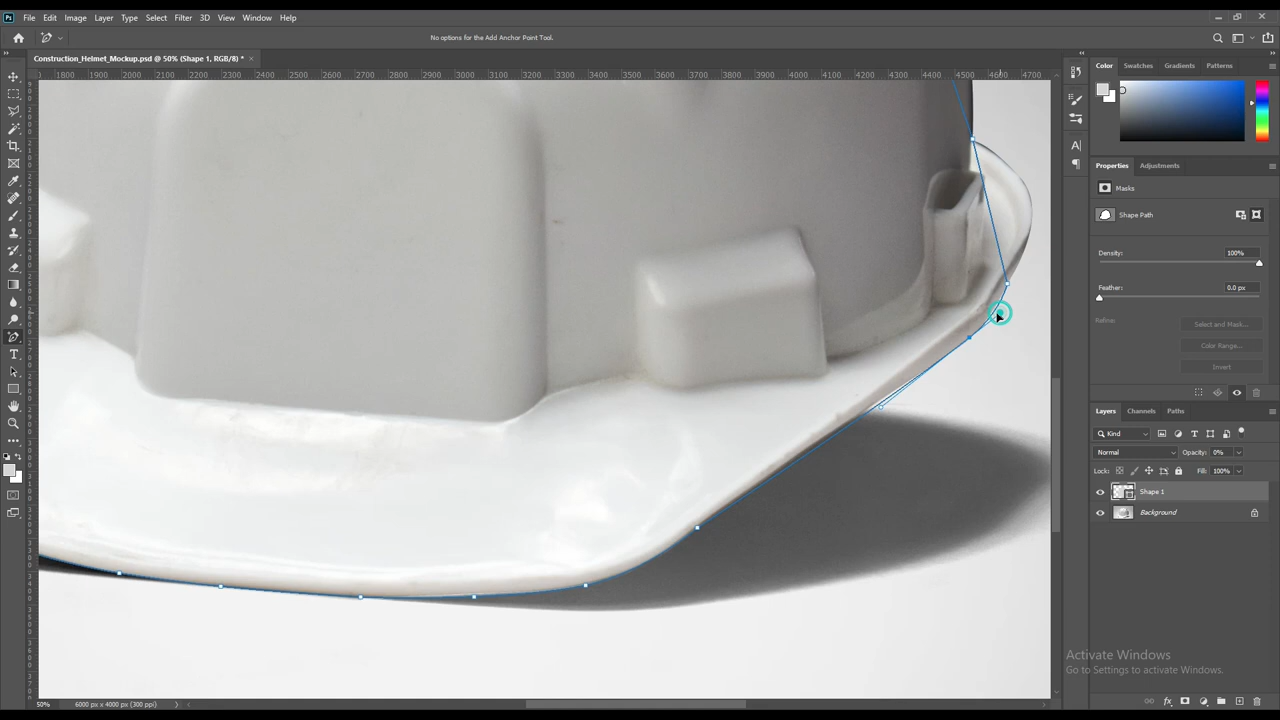 File Edit Image Layer Type Select Filter 3D View Window Help
No options for the Add Anchor Point Tool.
Construction_Helmet_Mockup.psd @ 50% (Shape 1, RGB/8) * ×
1800 1900 2000 2100 2200 2300 2400 2500 2600 2700 2800 2900 3000 3100 3200 3300 3400 3500 3600 3700 3800 3900 4000 4100 4200 4300 4400 4500 4600 4700
Color Swatches Gradients Patterns
Properties Adjustments
Masks
Shape Path
Density: 100%
Feather: 0.0 px
Refine:
Select and Mask...
Color Range...
Invert
Layers Channels Paths
Kind
Normal Opacity: 0%
Lock: Fill: 100%
Shape 1
Background
Activate Windows
Go to Settings to activate Windows.
50% 6000 px x 4000 px (300 ppi)